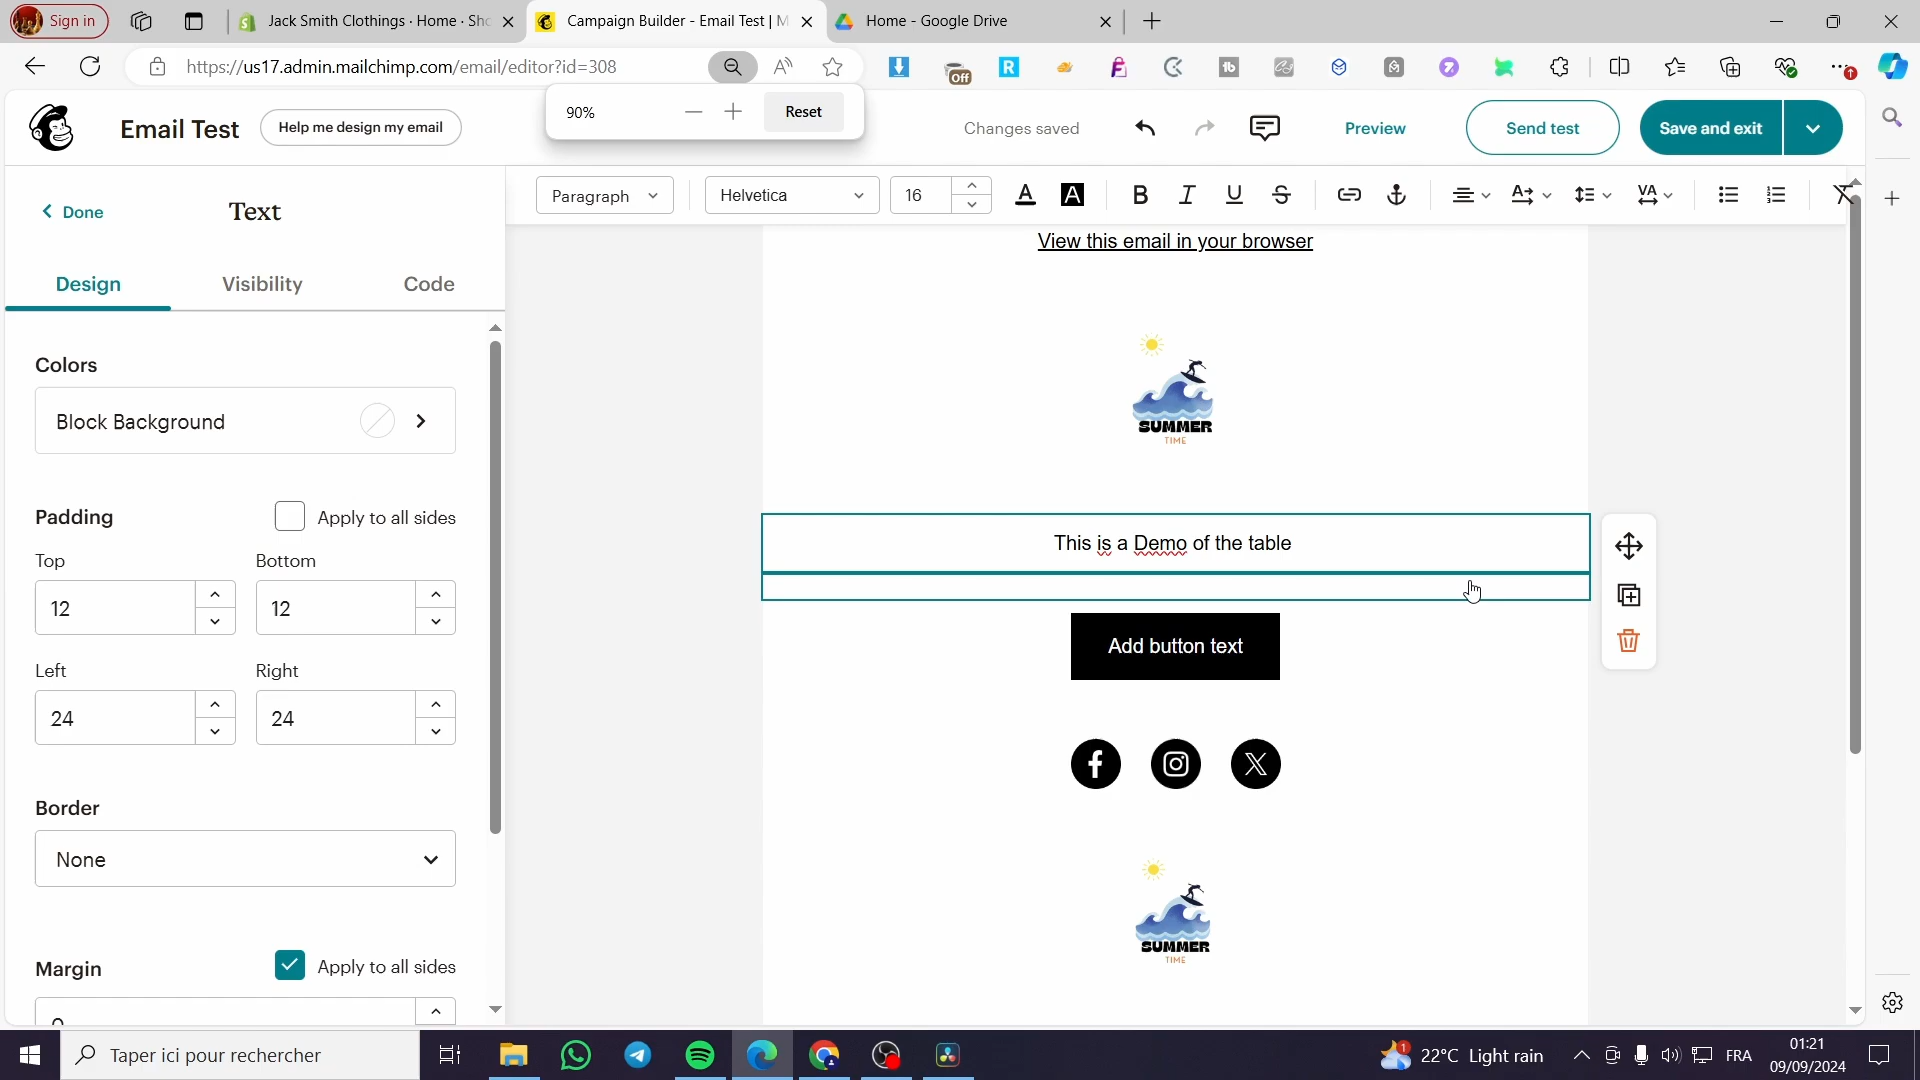 Sign in
Jack Smith Clothings · Home · Sho
Campaign Builder - Email Test | M
Home - Google Drive
https://us17.admin.mailchimp.com/email/editor?id=308
Off
90%
Reset
Email Test
Help me design my email
Changes saved
Preview
Send test
Save and exit
Done
Text
Paragraph
Helvetica
16
Design
Visibility
Code
View this email in your browser
Colors
Block Background
SUMMER
TIME
Padding
Apply to all sides
Top
Bottom
12
12
This is a Demo of the table
Add button text
Left
Right
24
24
Border
None
SUMMER
TIME
Margin
Apply to all sides
0
Taper ici pour rechercher
1
22°C Light rain
FRA
01:21
09/09/2024